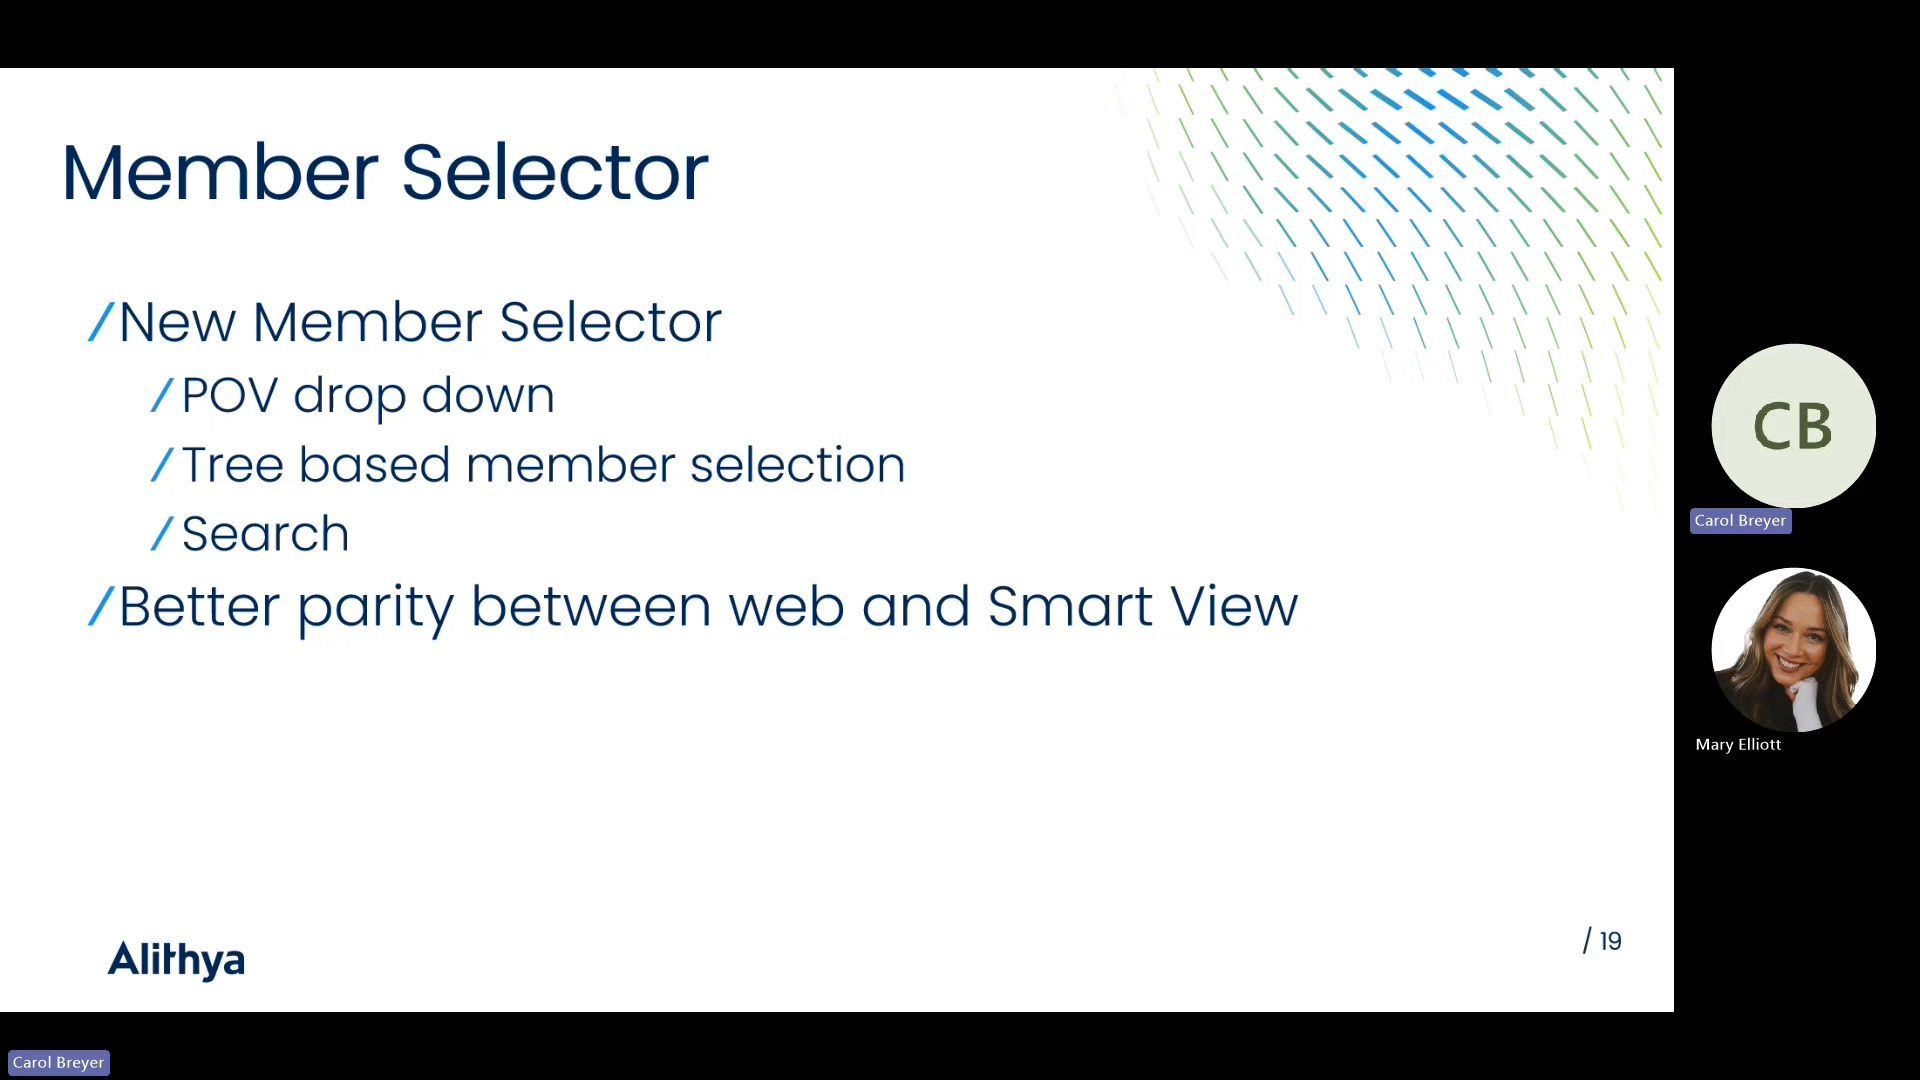 Member Selector
/New Member Selector
/POV drop down
/Tree based member selection
/Search
/Better parity between web and Smart View
Alithya
/ 19
CB
Carol Breyer
Mary Elliott
Carol Breyer